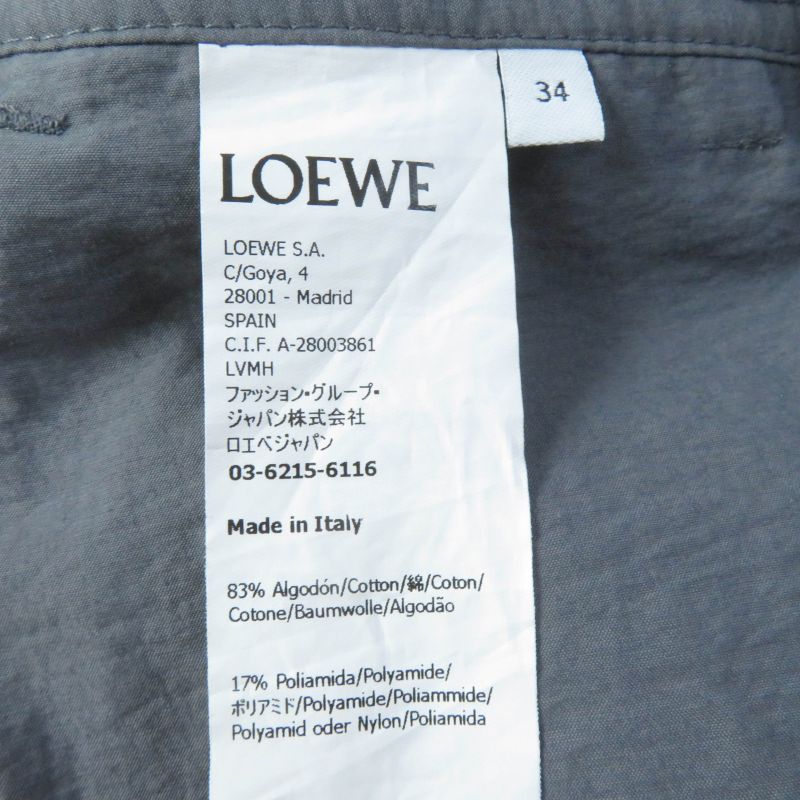 34
LOEWE
LOEWE S.A.
C/Goya, 4
28001 - Madrid
SPAIN
C.I.F. A-28003861
LVMH
ファッション・グループ・
ジャパン株式会社
ロエベジャパン
03-6215-6116
Made in Italy
83% Algodón/Cotton/綿/Coton/
Cotone/Baumwolle/Algodão
17% Poliamida/Polyamide/
ポリアミド/Polyamide/Poliammide/
Polyamid oder Nylon/Poliamida